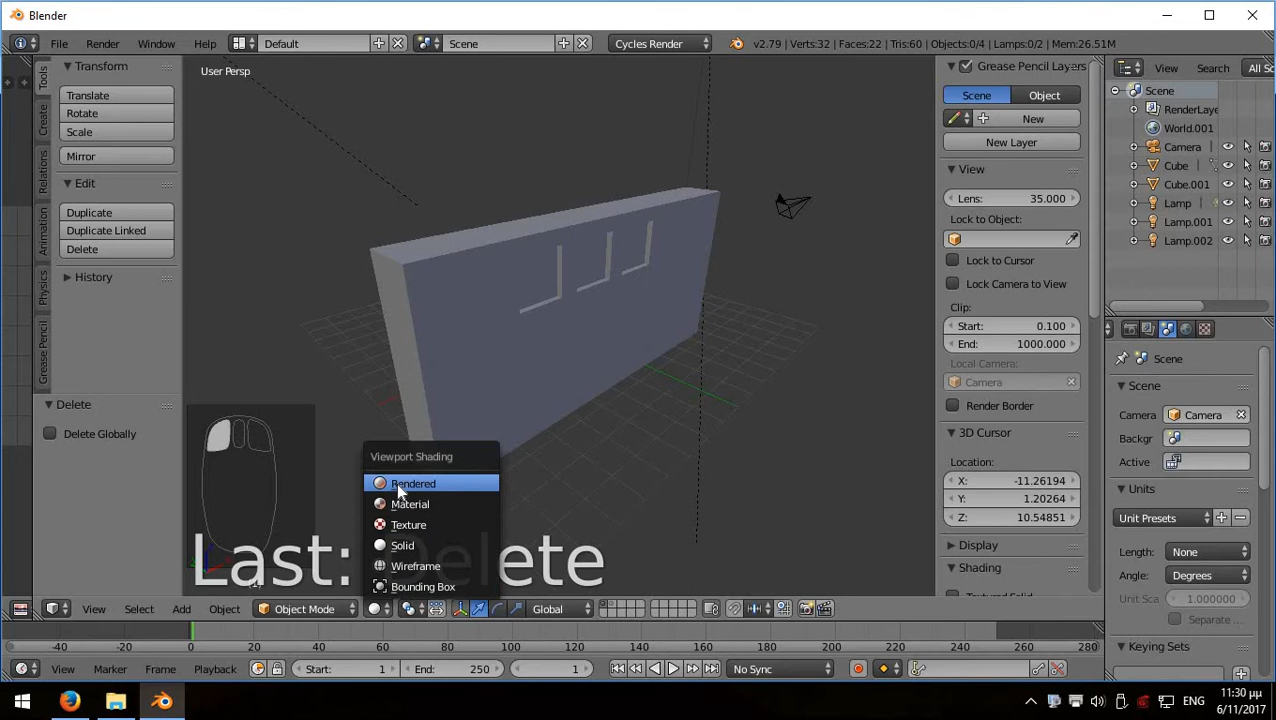 Blender
File Render Window Help Default Scene Cycles Render v2.79 | Verts:32 | Faces:22 | Tris:60 | Objects:0/4 | Lamps:0/2 | Mem:26.51M
Tools
Create
Relations
Animation
Physics
Grease Pencil
Transform
Translate
Rotate
Scale
Mirror
Edit
Duplicate
Duplicate Linked
Delete
History
Delete
Delete Globally
User Persp
Viewport Shading
Rendered
Material
Texture
Solid
Wireframe
Bounding Box
Last: Delete
Grease Pencil Layers
Scene Object
New
New Layer
View
Lens: 35.000
Lock to Object:
Lock to Cursor
Lock Camera to View
Clip:
Start: 0.100
End: 1000.000
Local Camera:
Camera
Render Border
3D Cursor
Location:
X: -11.26194
Y: 1.20264
Z: 10.54851
Display
Shading
View Search All Sc
Scene
RenderLaye
World.001
Camera
Cube
Cube.001
Lamp
Lamp.001
Lamp.002
Scene
Scene
Camera Camera
Backgr
Active
Units
Unit Presets
Length: None
Angle: Degrees
Unit Sca 1.000000
Separate
Keying Sets
View Select Add Object Object Mode Global
-40 -20 0 20 40 60 80 100 120 140 160 180 200 220 240 260 280
View Marker Frame Playback Start: 1 End: 250 1 No Sync
ENG
11:30 μμ
6/11/2017